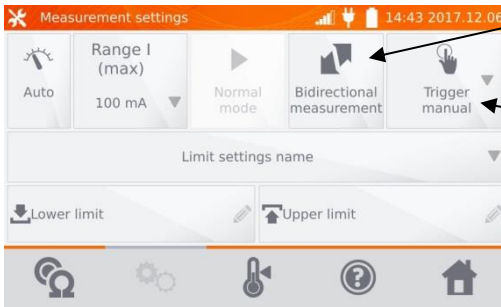 Measurement settings 14:43 2017.12.06
Auto
Range I
(max)
100 mA
Normal
mode
Bidirectional
measurement
Trigger
manual
Limit settings name
Lower limit
Upper limit